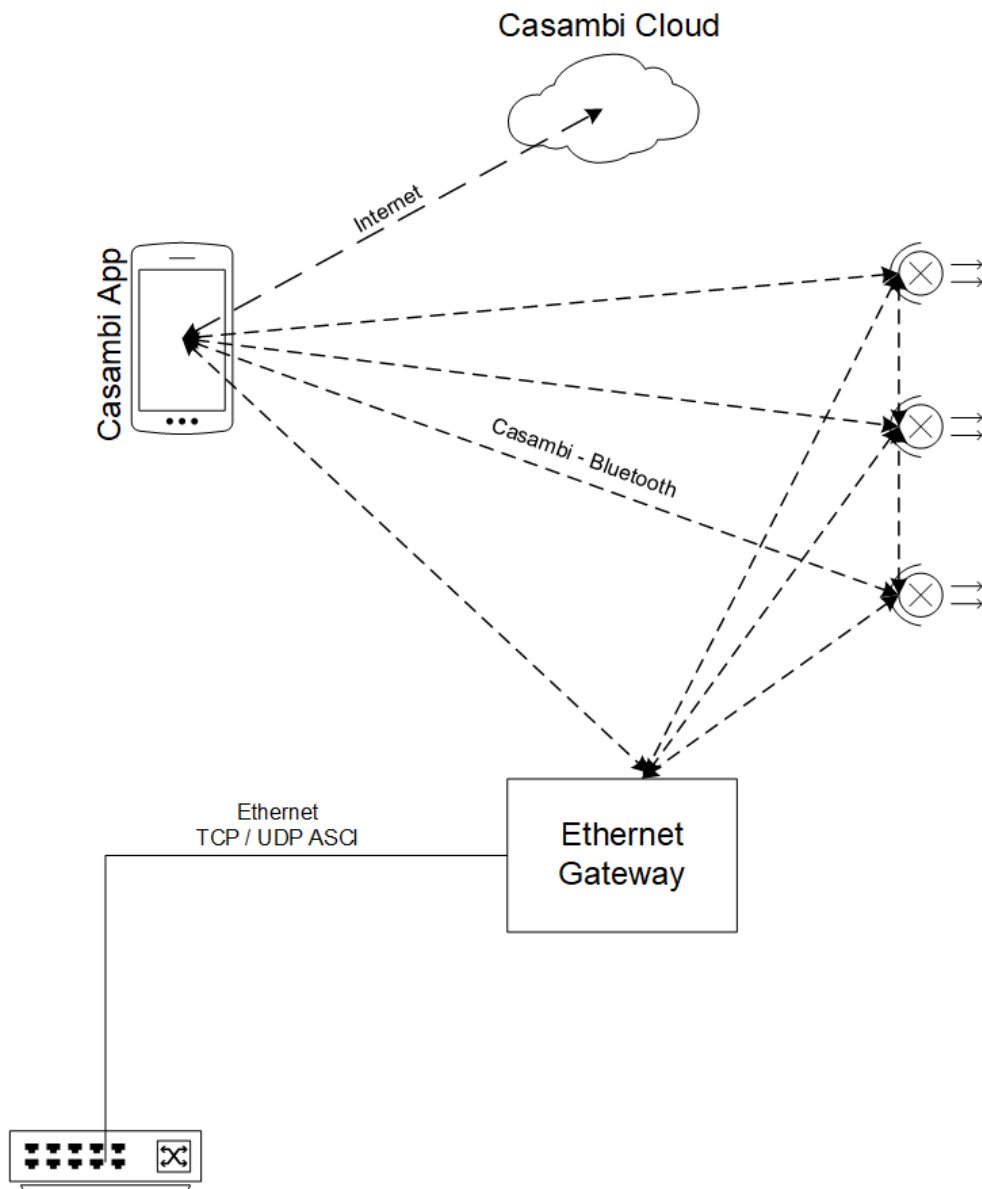 Casambi Cloud
Internet
Casambi App
Casambi - Bluetooth
Ethernet
TCP / UDP ASCI
Ethernet
Gateway